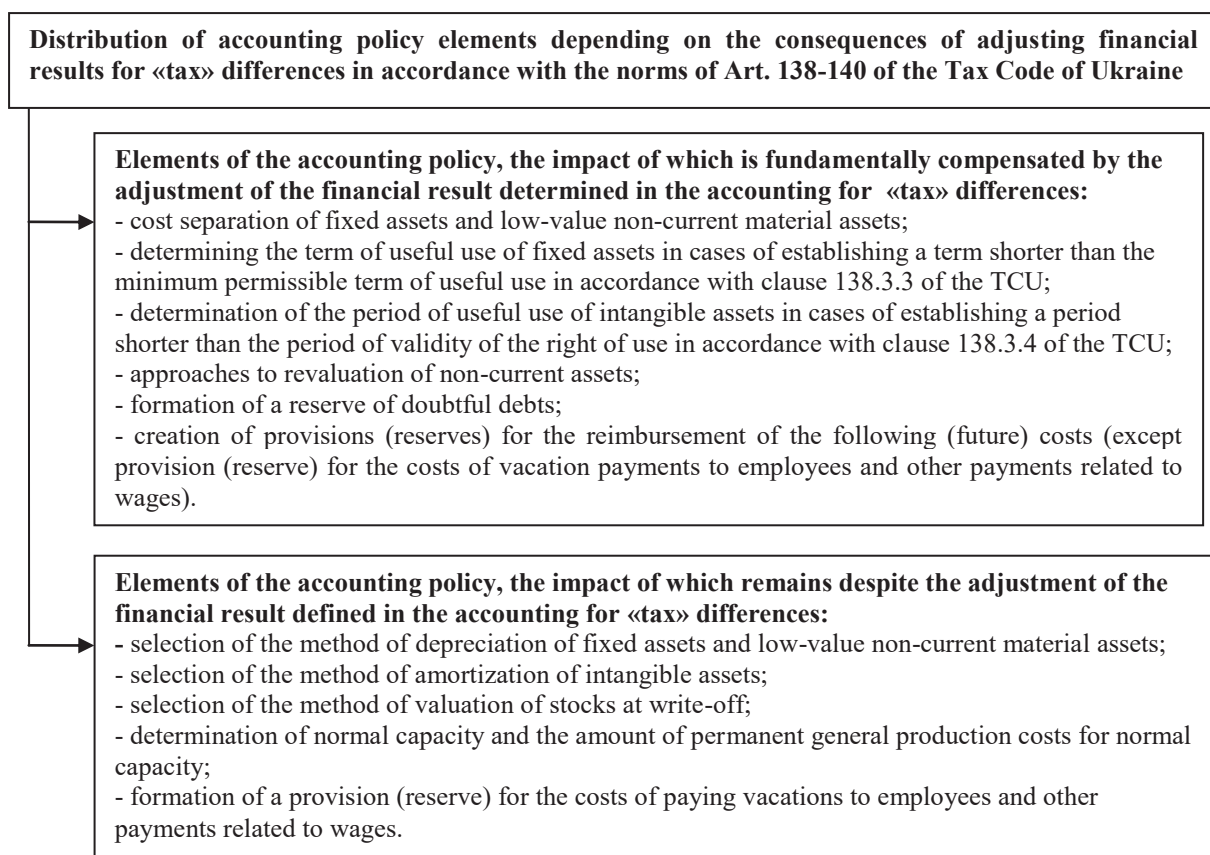 Distribution of accounting policy elements depending on the consequences of adjusting financial
results for «tax» differences in accordance with the norms of Art. 138-140 of the Tax Code of Ukraine
Elements of the accounting policy, the impact of which is fundamentally compensated by the
adjustment of the financial result determined in the accounting for «tax» differences:
- cost separation of fixed assets and low-value non-current material assets;
- determining the term of useful use of fixed assets in cases of establishing a term shorter than the
minimum permissible term of useful use in accordance with clause 138.3.3 of the TCU;
- determination of the period of useful use of intangible assets in cases of establishing a period
shorter than the period of validity of the right of use in accordance with clause 138.3.4 of the TCU;
- approaches to revaluation of non-current assets;
- formation of a reserve of doubtful debts;
- creation of provisions (reserves) for the reimbursement of the following (future) costs (except
provision (reserve) for the costs of vacation payments to employees and other payments related to
wages).
Elements of the accounting policy, the impact of which remains despite the adjustment of the
financial result defined in the accounting for «tax» differences:
- selection of the method of depreciation of fixed assets and low-value non-current material assets;
- selection of the method of amortization of intangible assets;
- selection of the method of valuation of stocks at write-off;
- determination of normal capacity and the amount of permanent general production costs for normal
capacity;
- formation of a provision (reserve) for the costs of paying vacations to employees and other
payments related to wages.